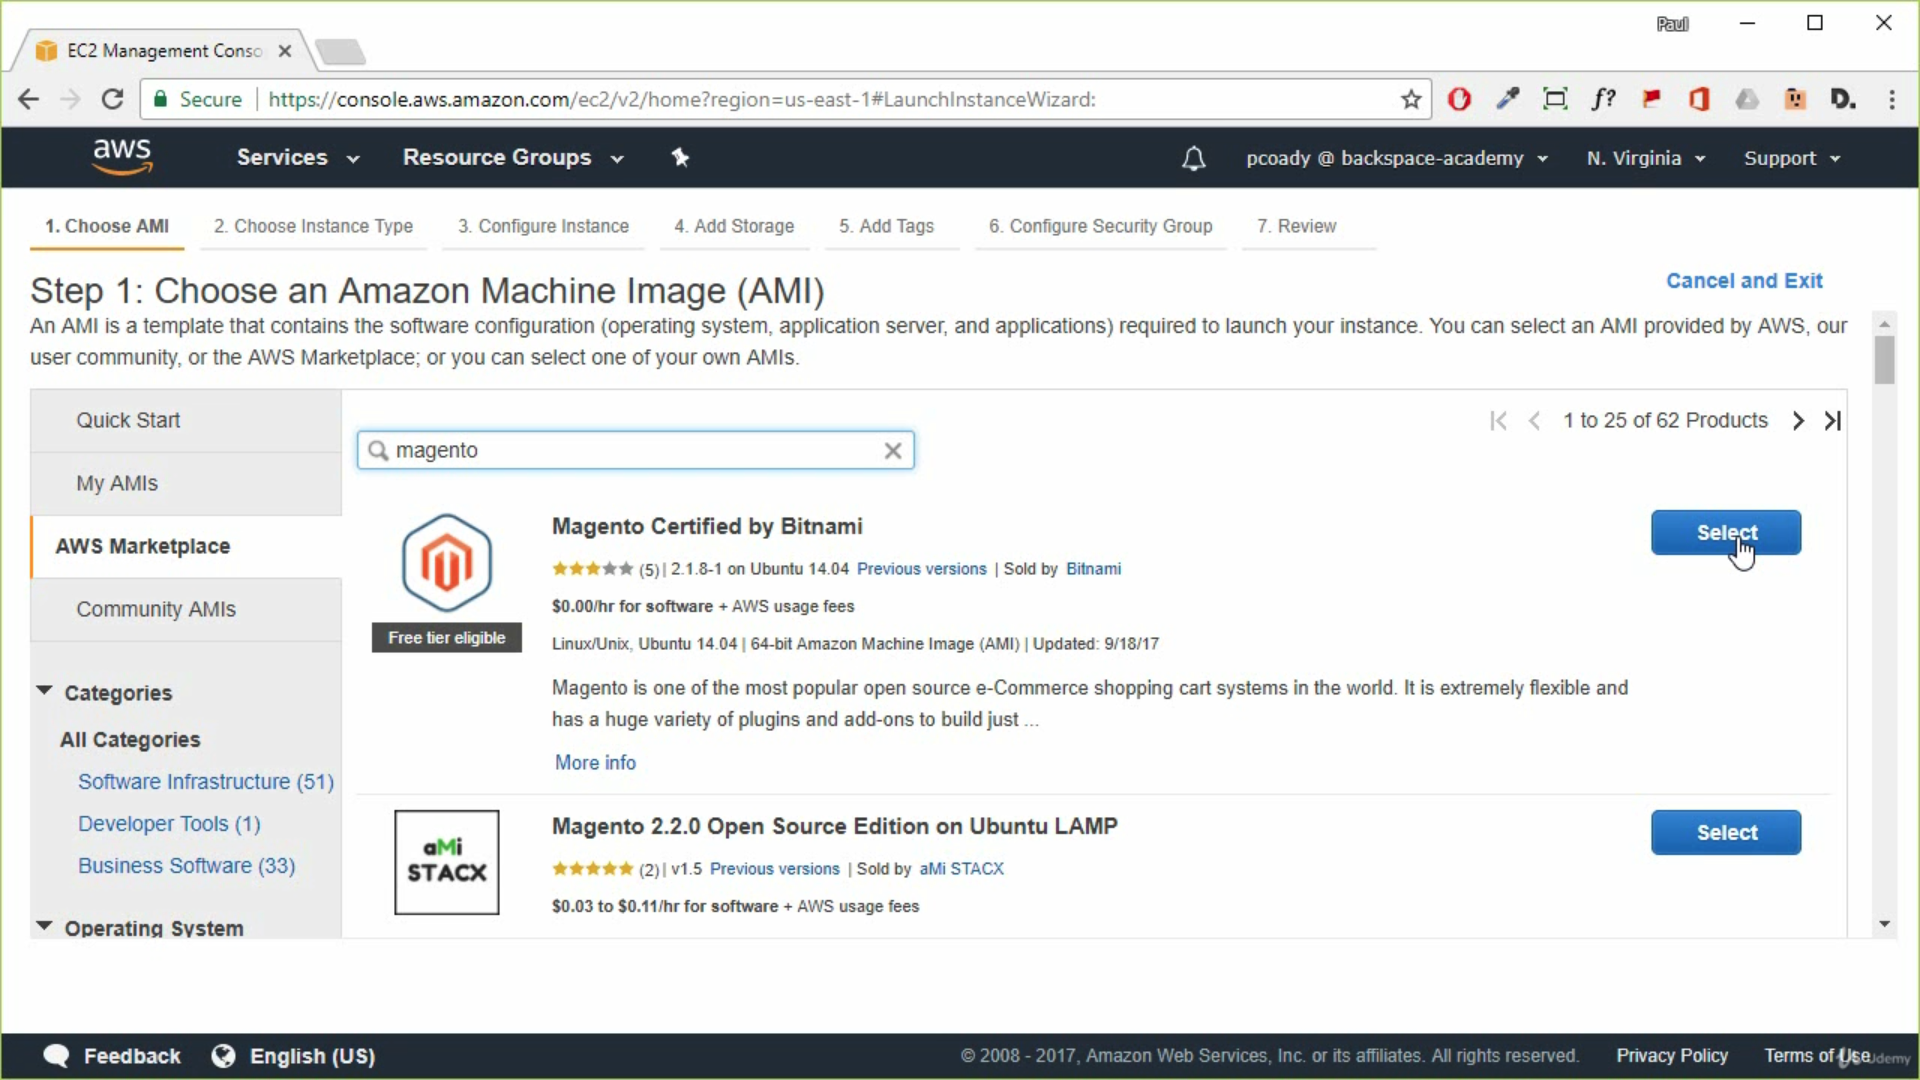 Paul
EC2 Management Conso
Secure | https://console.aws.amazon.com/ec2/v2/home?region=us-east-1#LaunchInstanceWizard:
f?
D.
aws
Services
Resource Groups
pcoady @ backspace-academy
N. Virginia
Support
1. Choose AMI
2. Choose Instance Type
3. Configure Instance
4. Add Storage
5. Add Tags
6. Configure Security Group
7. Review
Step 1: Choose an Amazon Machine Image (AMI)
Cancel and Exit
An AMI is a template that contains the software configuration (operating system, application server, and applications) required to launch your instance. You can select an AMI provided by AWS, our
user community, or the AWS Marketplace; or you can select one of your own AMIs.
Quick Start
My AMIs
AWS Marketplace
Community AMIs
Categories
All Categories
Software Infrastructure (51)
Developer Tools (1)
Business Software (33)
Operating System
magento
1 to 25 of 62 Products
Magento Certified by Bitnami
Select
(5) | 2.1.8-1 on Ubuntu 14.04 Previous versions | Sold by Bitnami
$0.00/hr for software + AWS usage fees
Free tier eligible
Linux/Unix, Ubuntu 14.04 | 64-bit Amazon Machine Image (AMI) | Updated: 9/18/17
Magento is one of the most popular open source e-Commerce shopping cart systems in the world. It is extremely flexible and
has a huge variety of plugins and add-ons to build just ...
More info
aMi
STACX
Magento 2.2.0 Open Source Edition on Ubuntu LAMP
Select
(2) | v1.5 Previous versions | Sold by aMi STACX
$0.03 to $0.11/hr for software + AWS usage fees
Feedback
English (US)
© 2008 - 2017, Amazon Web Services, Inc. or its affiliates. All rights reserved.
Privacy Policy
Terms of Use
Udemy